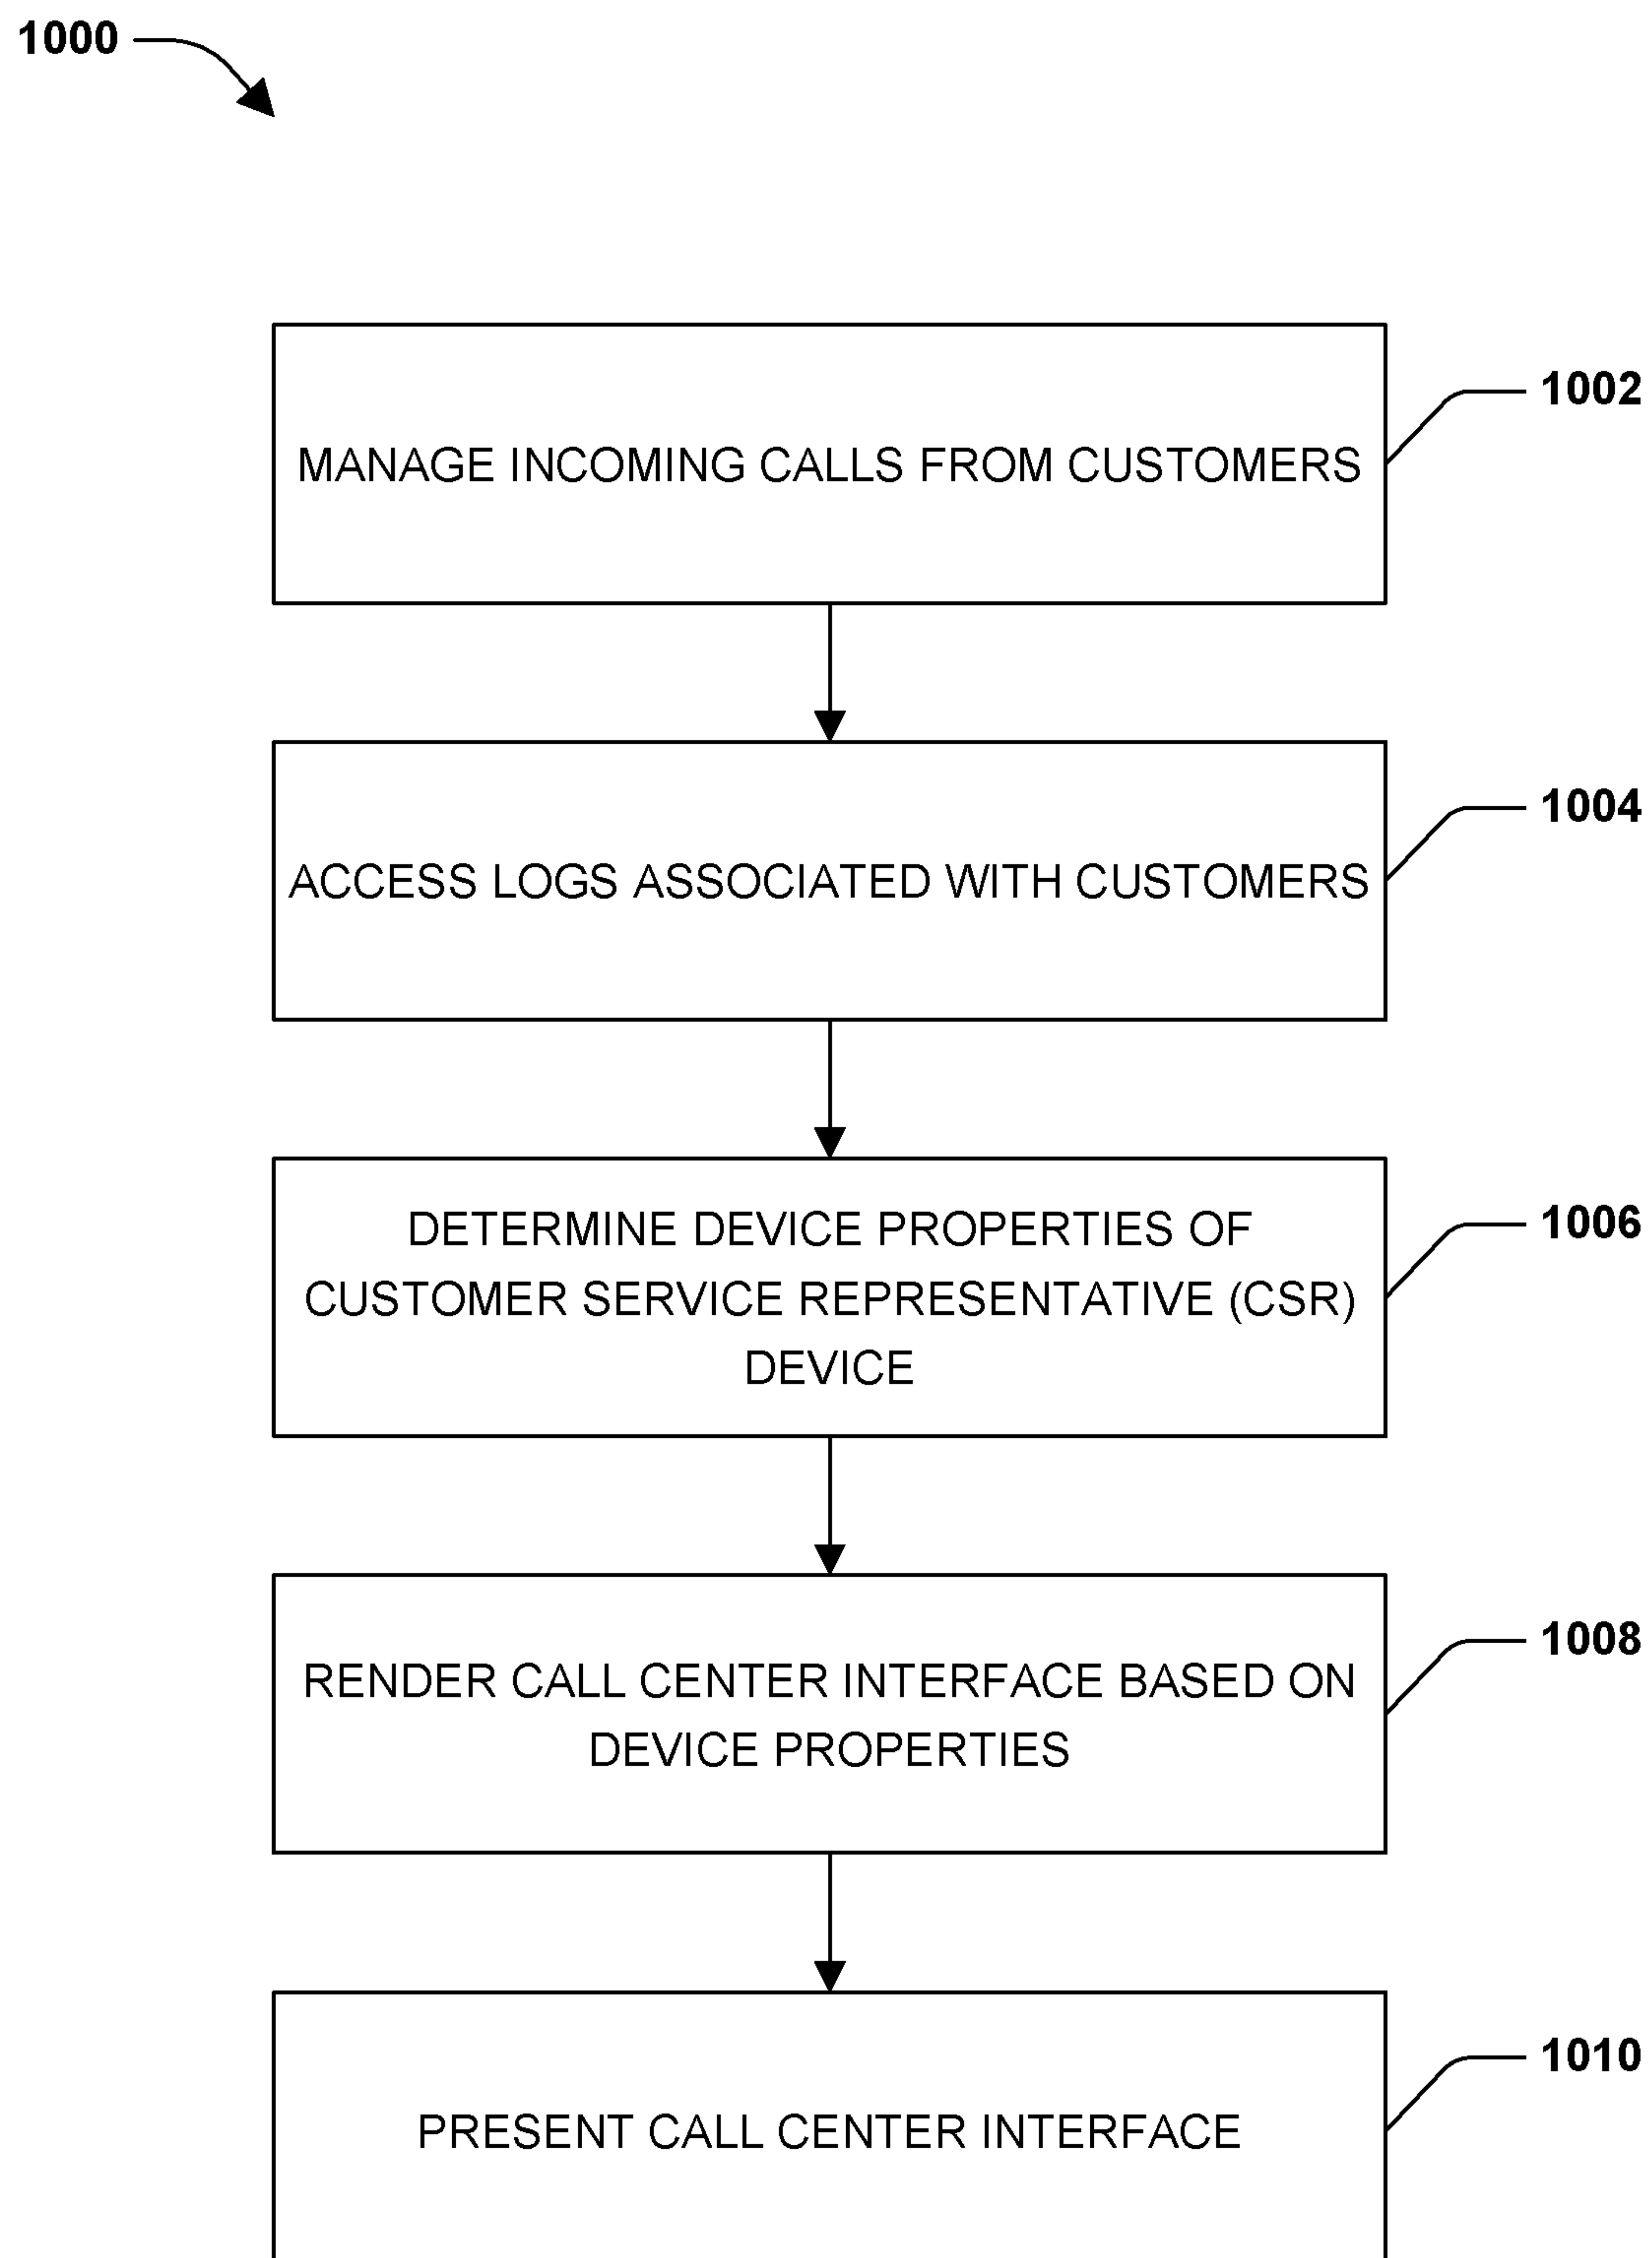 1000
1002
MANAGE INCOMING CALLS FROM CUSTOMERS
1004
ACCESS LOGS ASSOCIATED WITH CUSTOMERS
1006
DETERMINE DEVICE PROPERTIES OF
CUSTOMER SERVICE REPRESENTATIVE (CSR)
DEVICE
1008
RENDER CALL CENTER INTERFACE BASED ON
DEVICE PROPERTIES
1010
PRESENT CALL CENTER INTERFACE